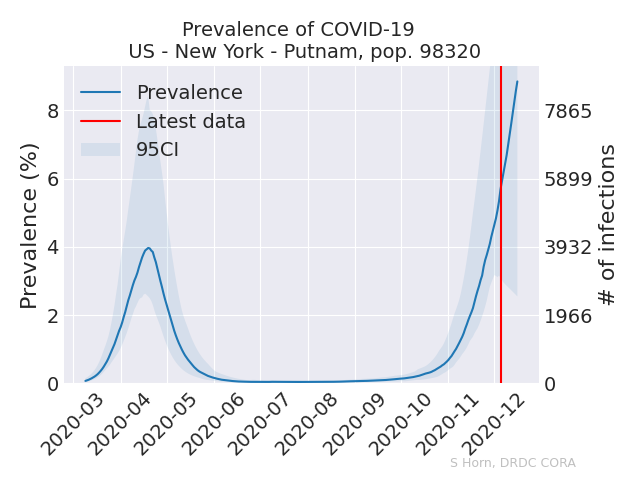 Prevalence of COVID-19
US - New York - Putnam, pop. 98320
Prevalence
Latest data
95CI
Prevalence (%)
8
6
4
2
0
7865
5899
3932
1966
0
# of infections
2020-03
2020-04
2020-05
2020-06
2020-07
2020-08
2020-09
2020-10
2020-11
2020-12
S Horn, DRDC CORA